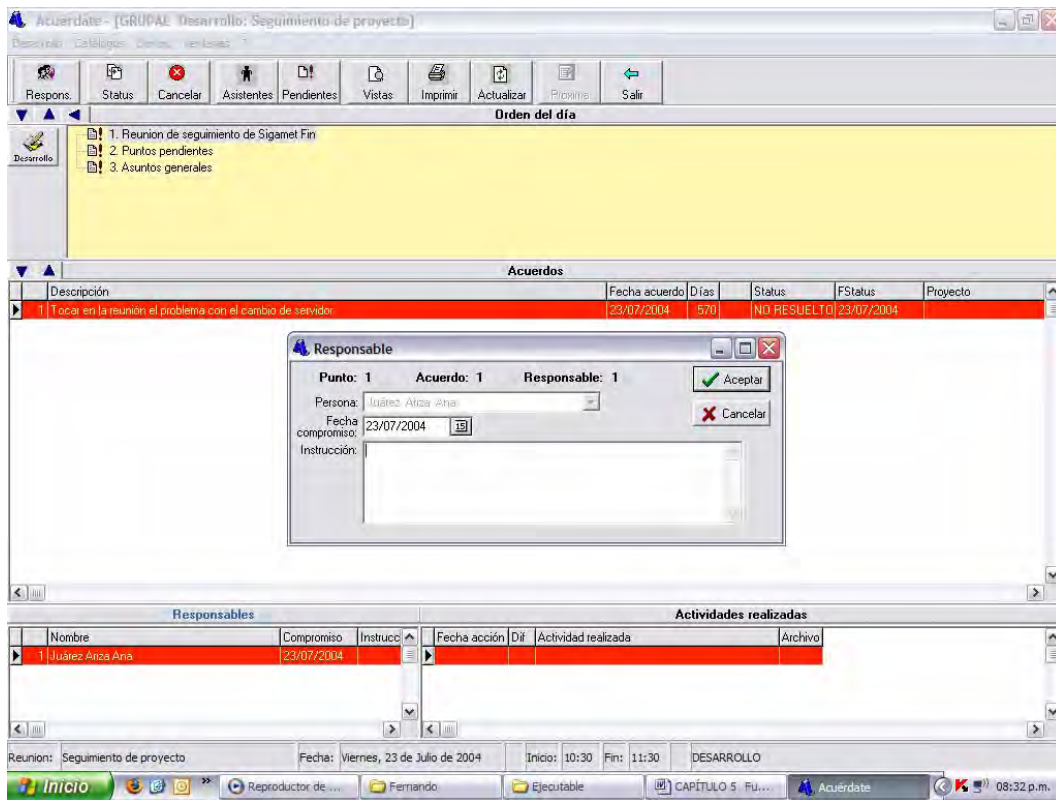 Acuerdate - [GRUPAL Desarrollo: Seguimiento de proyecto]
Desarrollo Catálogos Ventanas ?
Respons. Status Cancelar Asistentes Pendientes Vistas Imprimir Actualizar Próxima Salir
Orden del día
Desarrollo
1. Reunion de seguimiento de Sigamet Fin
2. Puntos pendientes
3. Asuntos generales
Acuerdos
Descripción Fecha acuerdo Días Status FStatus Proyecto
1 Tocar en la reunión el problema con el cambio de servidor 23/07/2004 570 NO RESUELTO 23/07/2004
Responsable
Punto: 1 Acuerdo: 1 Responsable: 1
Aceptar
Persona: Juárez Ariza Ana
Cancelar
Fecha compromiso: 23/07/2004 15
Instrucción:
Responsables Actividades realizadas
Nombre Compromiso Instrucc Fecha acción Dif Actividad realizada Archivo
1 Juárez Ariza Ana 23/07/2004
Reunion: Seguimiento de proyecto Fecha: Viernes, 23 de Julio de 2004 Inicio: 10:30 Fin: 11:30 DESARROLLO
Inicio » Reproductor de ... Fernando Ejecutable CAPÍTULO 5 Fu... Acuérdate 08:32 p.m.